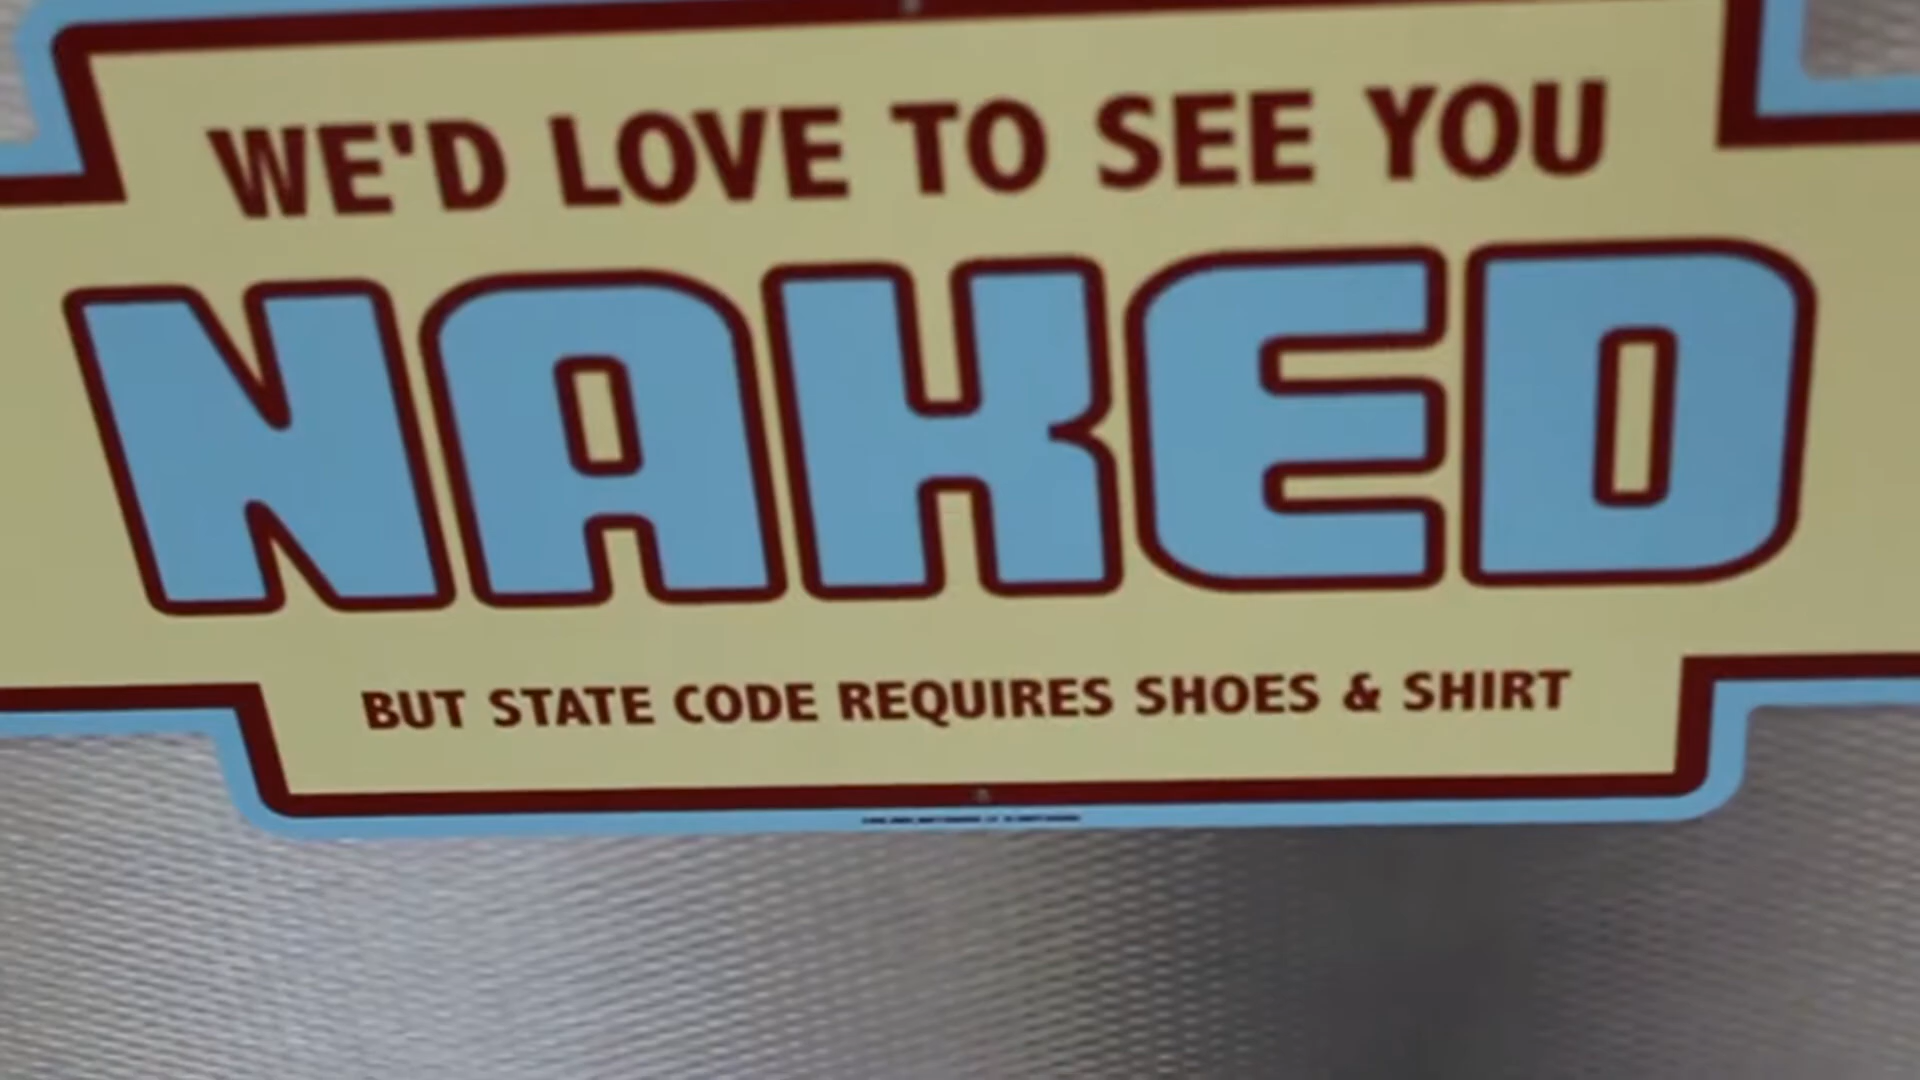 WE'D LOVE TO SEE YOU
NAKED
BUT STATE CODE REQUIRES SHOES & SHIRT